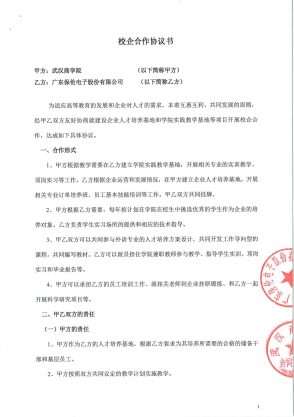 校企合作协议书
甲方：武汉商学院 （以下简称甲方）
乙方：广东保伦电子股份有限公司 （以下简称乙方）
为适应高等教育的发展和企业对人才的需求，本着互惠互利、共同发展的原则，
经甲乙双方友好协商就建设企业人才培养基地和学院实践教学基地等项目开展校企合
作，达成如下具体协议。
一、合作形式
1、甲方根据教学需要在乙方建立学院实践教学基地，开展相关专业的实训教学、
顶岗实习等工作。乙方根据企业运营和发展情况，在甲方建立企业人才培养基地，开展
相关专业订单培养班、员工基本技能培训等工作，甲乙双方共同挂牌。
2、甲方根据乙方需要，每年按计划在学院在校生中挑选优秀的学生作为企业的培
养对象。乙方负责学生实习场所的提供和相应的技术指导。
3、甲乙双方可以共同参与外语专业的人才培养方案设计、共同开发工作导向型的
课程。共同编写教材，乙方可以派员担任学院兼职教师参与教学、指导学生实训、顶岗
实习和毕业报告等。
4、甲方可以承担乙方的员工培训工作，派相关老师到企业挂职锻炼、和乙方一起
开展科学研究项目等。
二、甲乙双方的责任
（一）甲方的责任
1、甲方作为乙方的人才培养基地，根据乙方要求为其培养所需要的合格的储备干
部和基层员工。
2、甲方按照双方共同议定的教学计划实施教学。
1